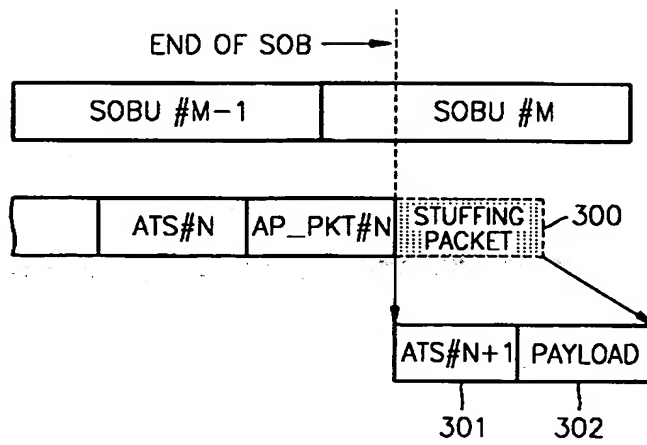 END OF SOB
SOBU #M-1 SOBU #M
ATS#N AP_PKT#N STUFFING PACKET 300
ATS#N+1 PAYLOAD
301 302